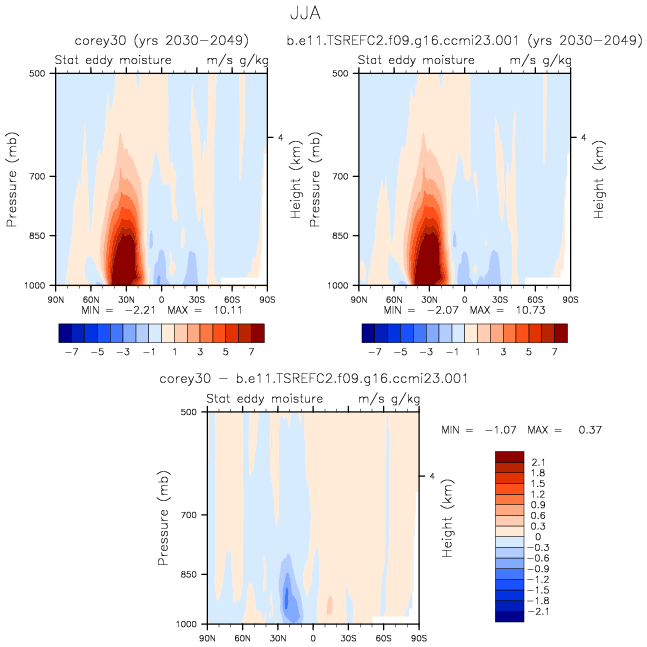 JJA
corey30 (yrs 2030-2049)
b.e11.TSREFC2.f09.g16.ccmi23.001 (yrs 2030-2049)
Stat eddy moisture m/s g/kg
Stat eddy moisture m/s g/kg
Pressure (mb)
500
700
850
1000
4
Height (km)
90N 60N 30N 0 30S 60S 90S
MIN = -2.21 MAX = 10.11
-7 -5 -3 -1 1 3 5 7
Pressure (mb)
500
700
850
1000
4
Height (km)
90N 60N 30N 0 30S 60S 90S
MIN = -2.07 MAX = 10.73
-7 -5 -3 -1 1 3 5 7
corey30 - b.e11.TSREFC2.f09.g16.ccmi23.001
Stat eddy moisture m/s g/kg
Pressure (mb)
500
700
850
1000
4
Height (km)
90N 60N 30N 0 30S 60S 90S
MIN = -1.07 MAX = 0.37
2.1
1.8
1.5
1.2
0.9
0.6
0.3
0
-0.3
-0.6
-0.9
-1.2
-1.5
-1.8
-2.1